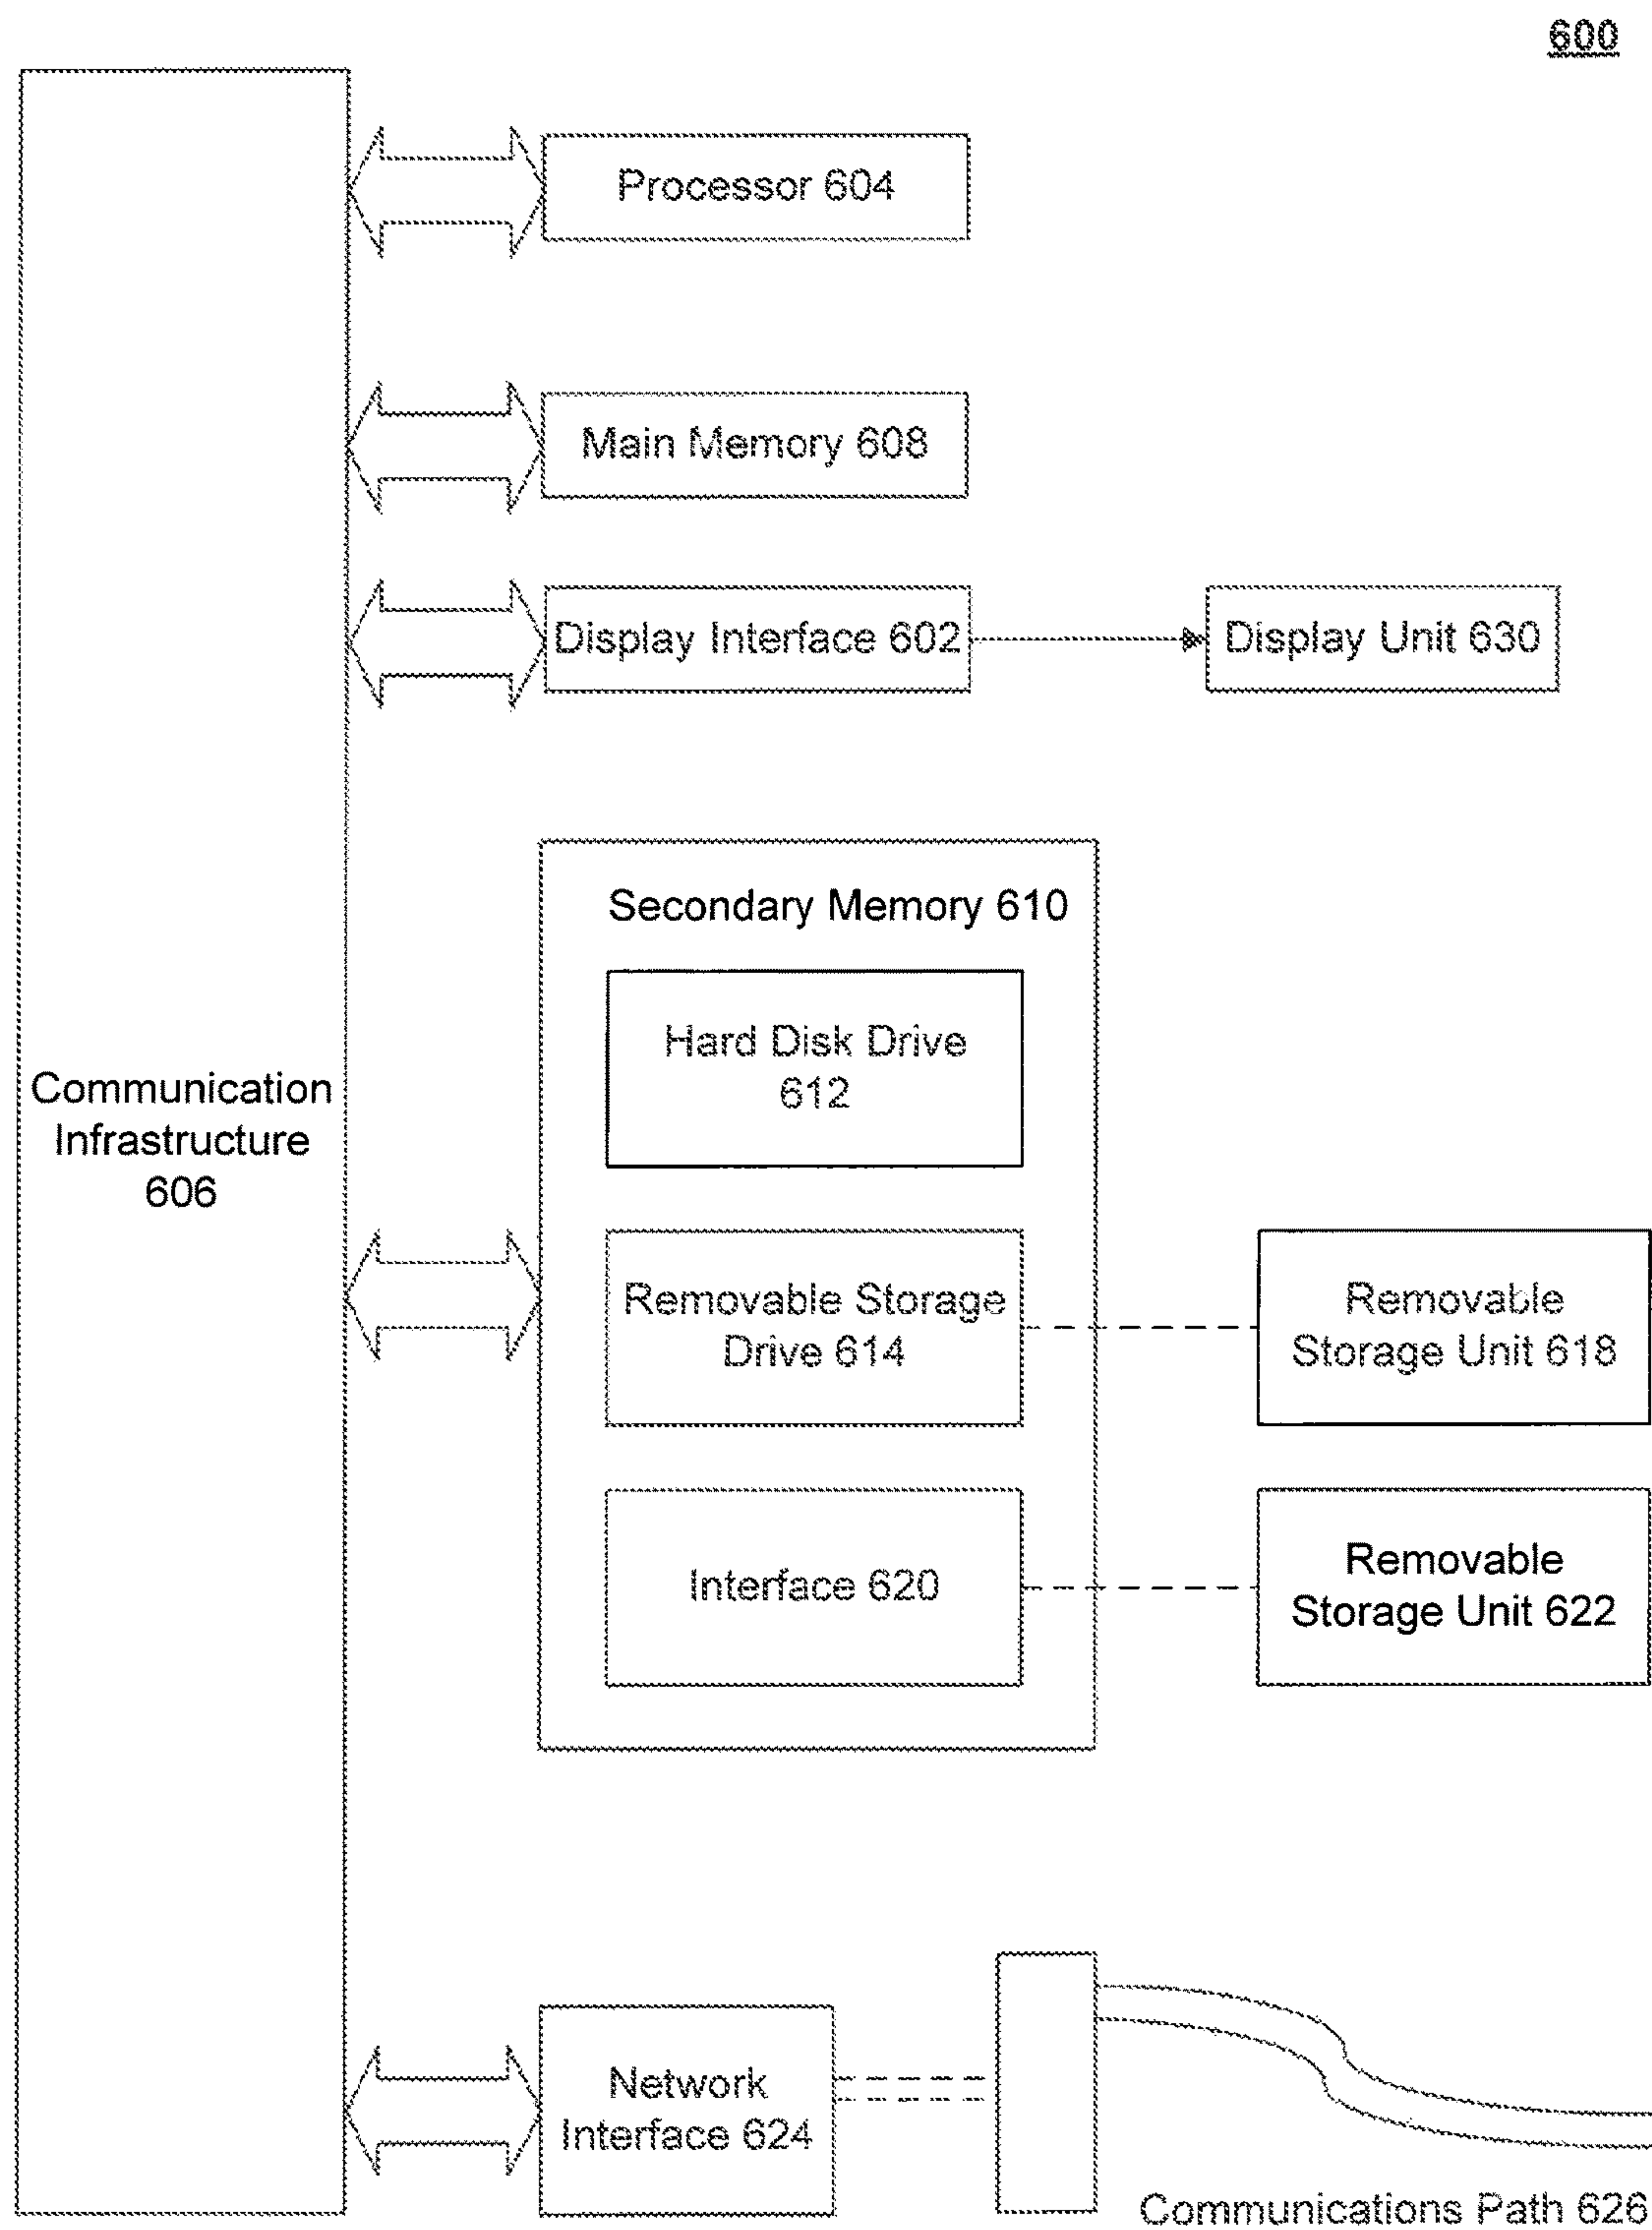 600
Processor 604
Main Memory 608
Display Interface 602
Display Unit 630
Secondary Memory 610
Hard Disk Drive
612
Communication
Infrastructure
606
Removable Storage
Drive 614
Removable
Storage Unit 618
Interface 620
Removable
Storage Unit 622
Network
Interface 624
Communications Path 626